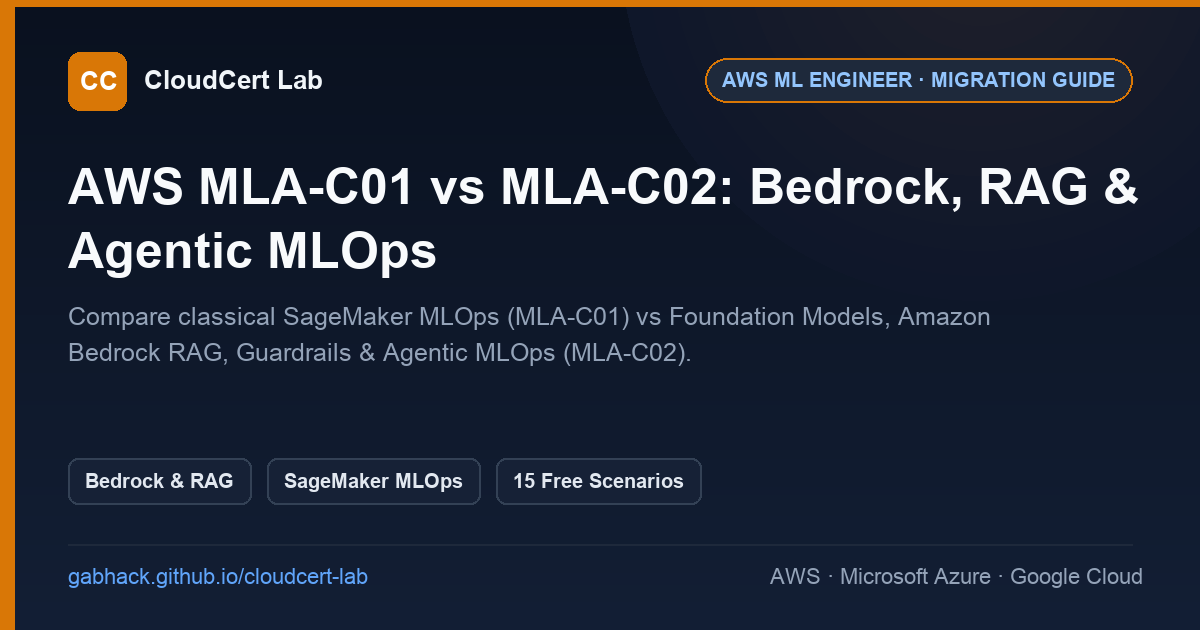 CC
CloudCert Lab
AWS ML ENGINEER · MIGRATION GUIDE
AWS MLA-C01 vs MLA-C02: Bedrock, RAG &
Agentic MLOps
Compare classical SageMaker MLOps (MLA-C01) vs Foundation Models, Amazon
Bedrock RAG, Guardrails & Agentic MLOps (MLA-C02).
Bedrock & RAG
SageMaker MLOps
15 Free Scenarios
gabhack.github.io/cloudcert-lab
AWS · Microsoft Azure · Google Cloud